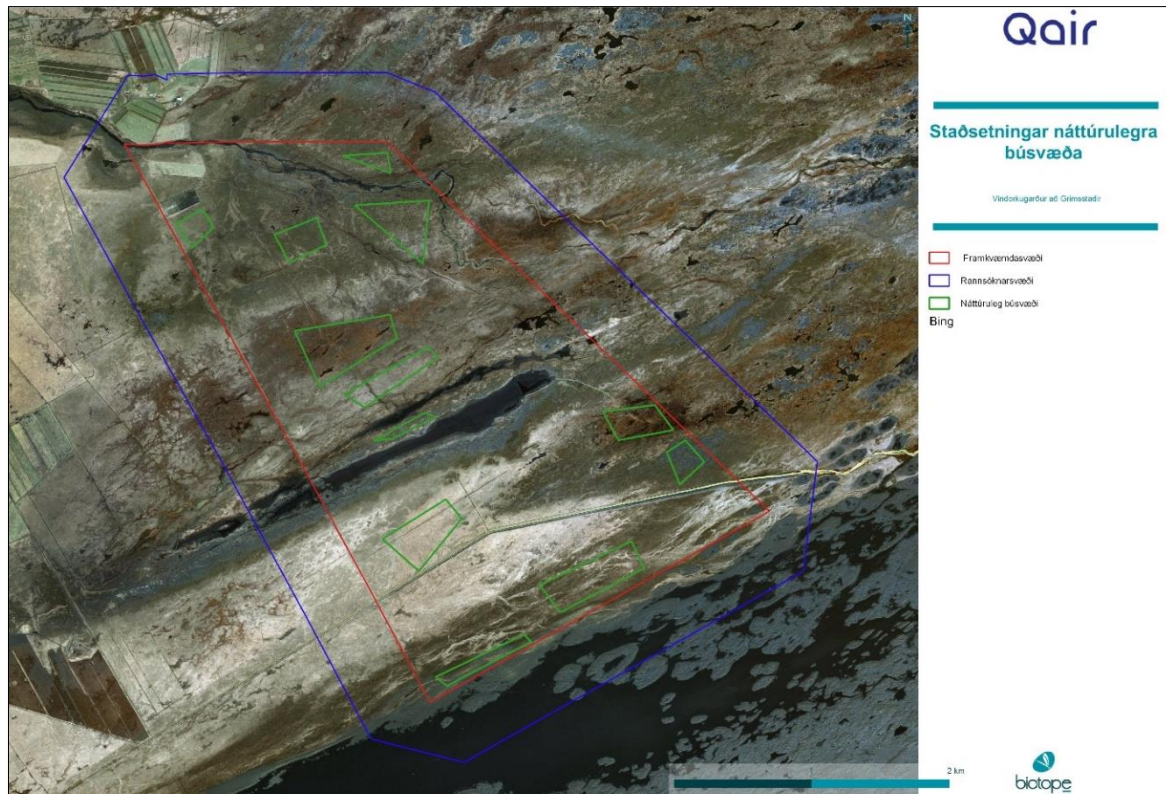 N
Qair
Staðsetningar náttúrulegra
búsvæða
Vindorkugarður að Grímsstaðir
Framkvæmdasvæði
Rannsóknarsvæði
Náttúruleg búsvæði
Bing
2 km
biotope